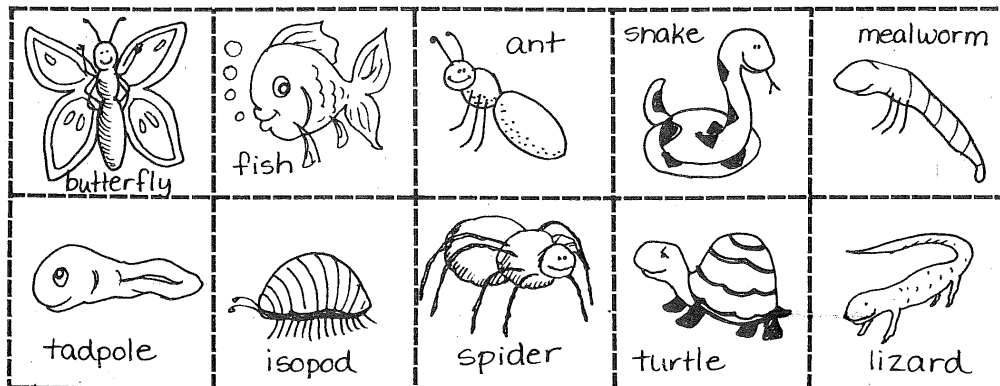 butterfly
fish
ant
snake
mealworm
tadpole
isopod
spider
turtle
lizard